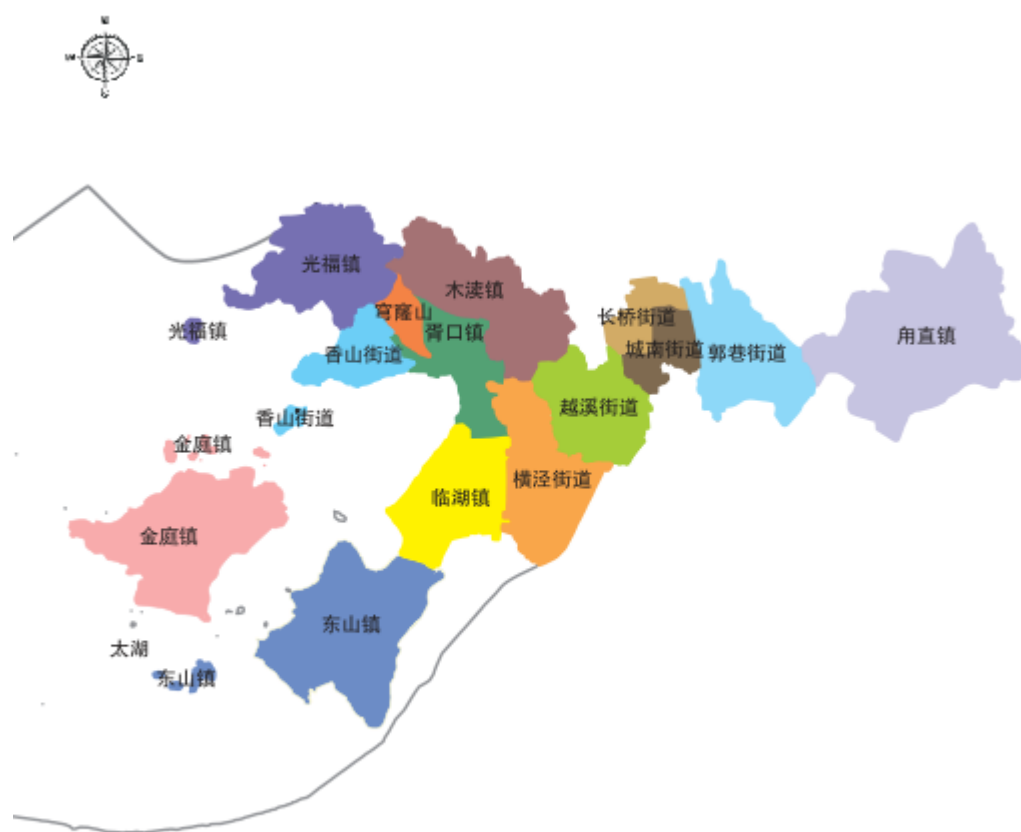 N
W
光福镇
木渎镇
穹窿山
长桥街道
光福镇
胥口镇
甪直镇
城南街道
郭巷街道
香山街道
越溪街道
香山街道
金庭镇
横泾街道
临湖镇
金庭镇
东山镇
太湖
东山镇